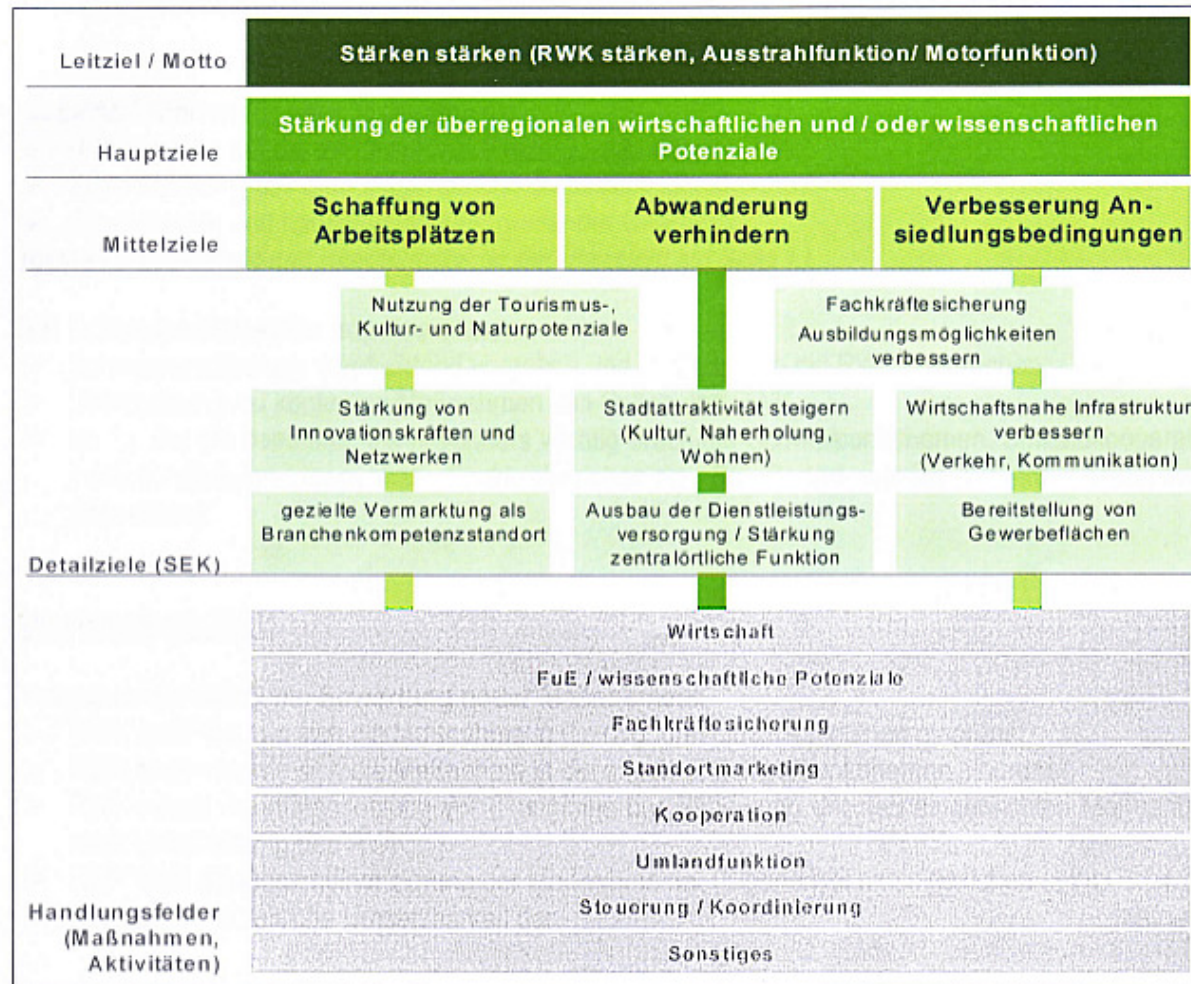 Leitziel / Motto
Stärken stärken (RWK stärken, Ausstrahlfunktion/ Motorfunktion)
Hauptziele
Stärkung der überregionalen wirtschaftlichen und / oder wissenschaftlichen
Potenziale
Mittelziele
Schaffung von
Arbeitsplätzen
Abwanderung
verhindern
Verbesserung An-
siedlungsbedingungen
Nutzung der Tourismus-,
Kultur- und Naturpotenziale
Fachkräftesicherung
Ausbildungsmöglichkeiten
verbessern
Stärkung von
Innovationskräften und
Netzwerken
Stadtattraktivität steigern
(Kultur, Naherholung,
Wohnen)
Wirtschaftsnahe Infrastruktur
verbessern
(Verkehr, Kommunikation)
gezielte Vermarktung als
Branchenkompetenzstandort
Ausbau der Dienstleistungs-
versorgung / Stärkung
zentralörtliche Funktion
Bereitstellung von
Gewerbeflächen
Detailziele (SEK)
Wirtschaft
FuE / wissenschaftliche Potenziale
Fachkräftesicherung
Standortmarketing
Kooperation
Umlandfunktion
Steuerung / Koordinierung
Sonstiges
Handlungsfelder
(Maßnahmen,
Aktivitäten)